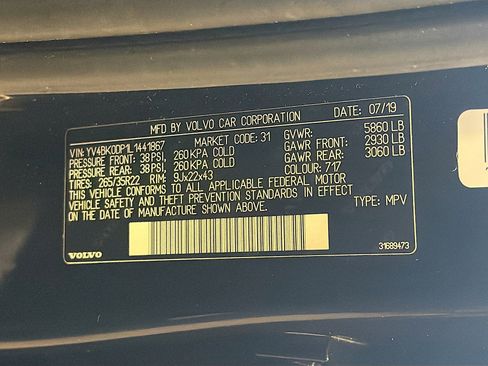 MFD BY VOLVO CAR CORPORATION DATE: 07/19
VIN: YV4BK0DP1L1441867 MARKET CODE: 31 GVWR: 5860 LB
PRESSURE FRONT: 38 PSI, 260 KPA COLD GAWR FRONT: 2930 LB
PRESSURE REAR: 38 PSI, 260 KPA COLD GAWR REAR: 3060 LB
TIRES: 265/35R22 RIM: 9JX22x43 COLOUR: 717
THIS VEHICLE CONFORMS TO ALL APPLICABLE FEDERAL MOTOR
VEHICLE SAFETY AND THEFT PREVENTION STANDARDS IN EFFECT
ON THE DATE OF MANUFACTURE SHOWN ABOVE. TYPE: MPV
VOLVO 31689473